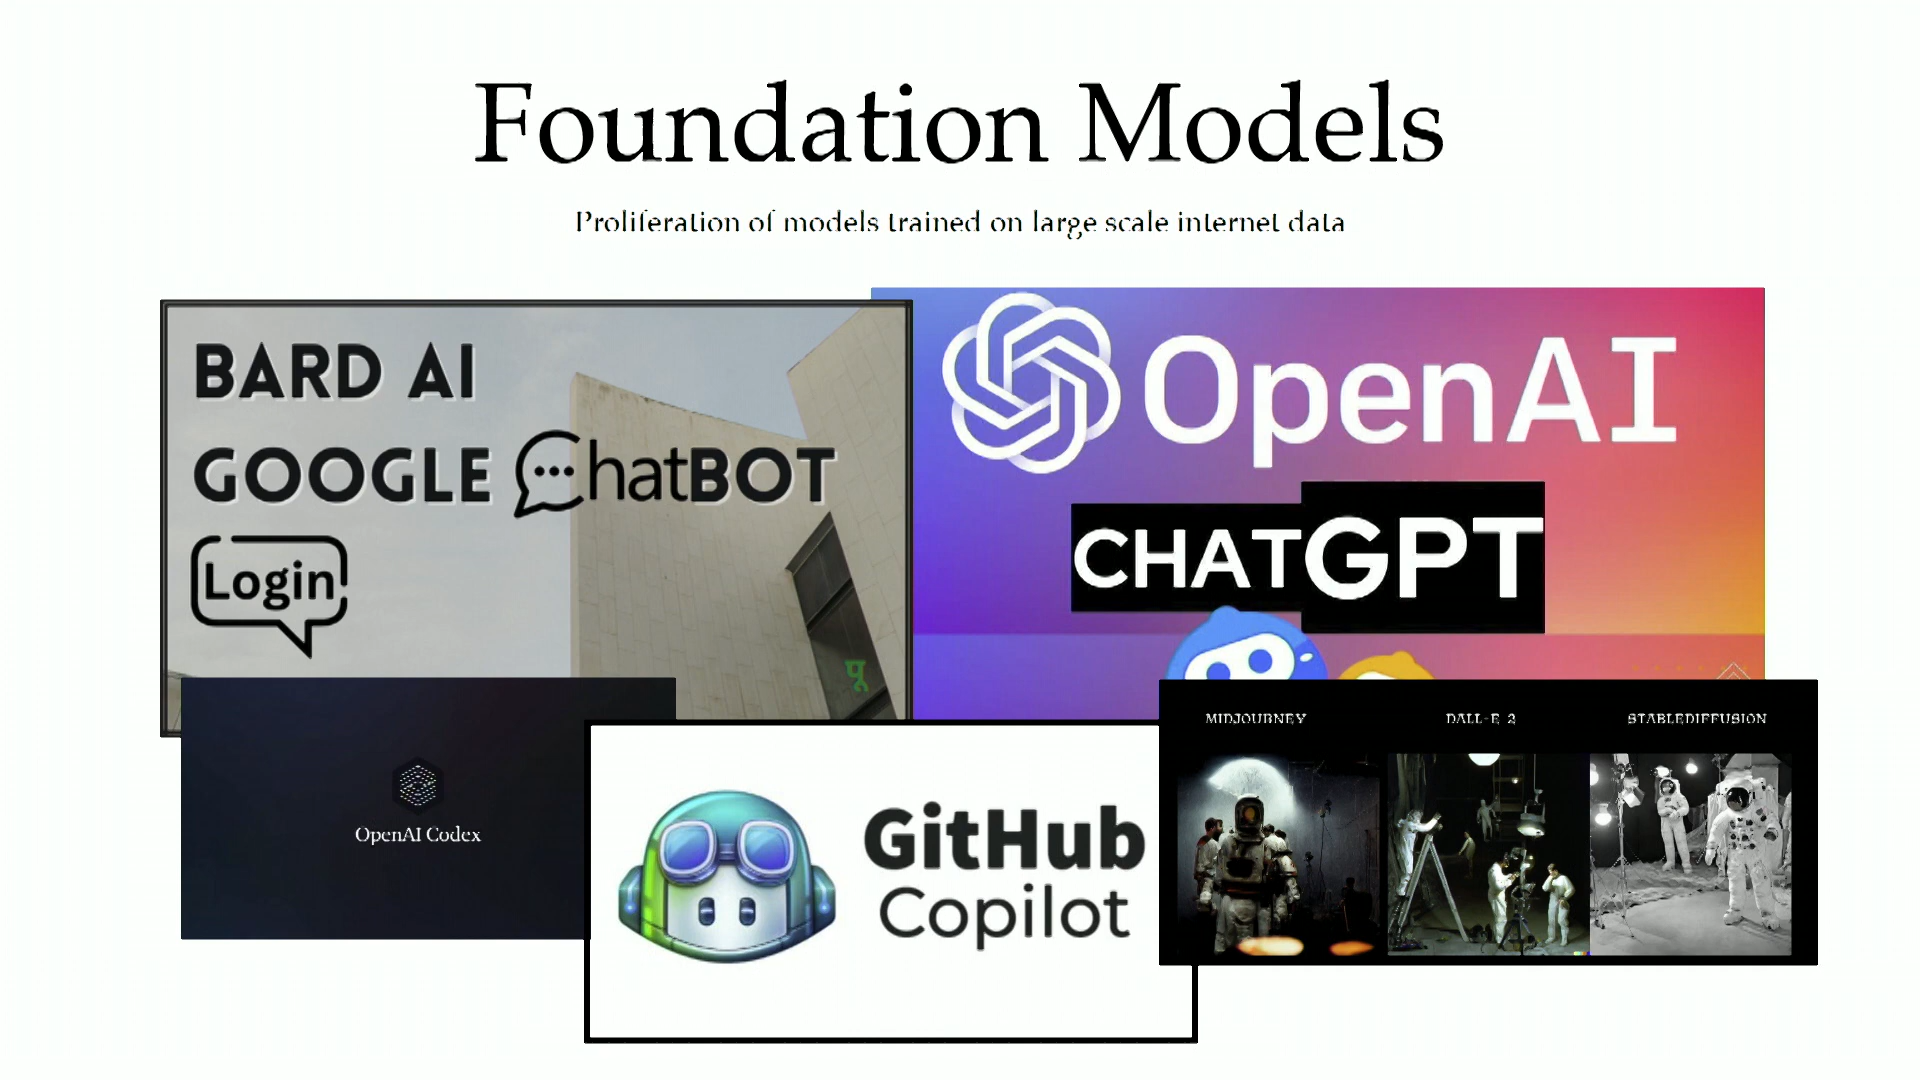 Foundation Models
Proliferation of models trained on large scale internet data
BARD AI
GOOGLE ChatBOT
Login
पू
OpenAI
CHATGPT
OpenAI Codex
GitHub
Copilot
MIDJOURNEY DALL-E 2 STABLEDIFFUSION